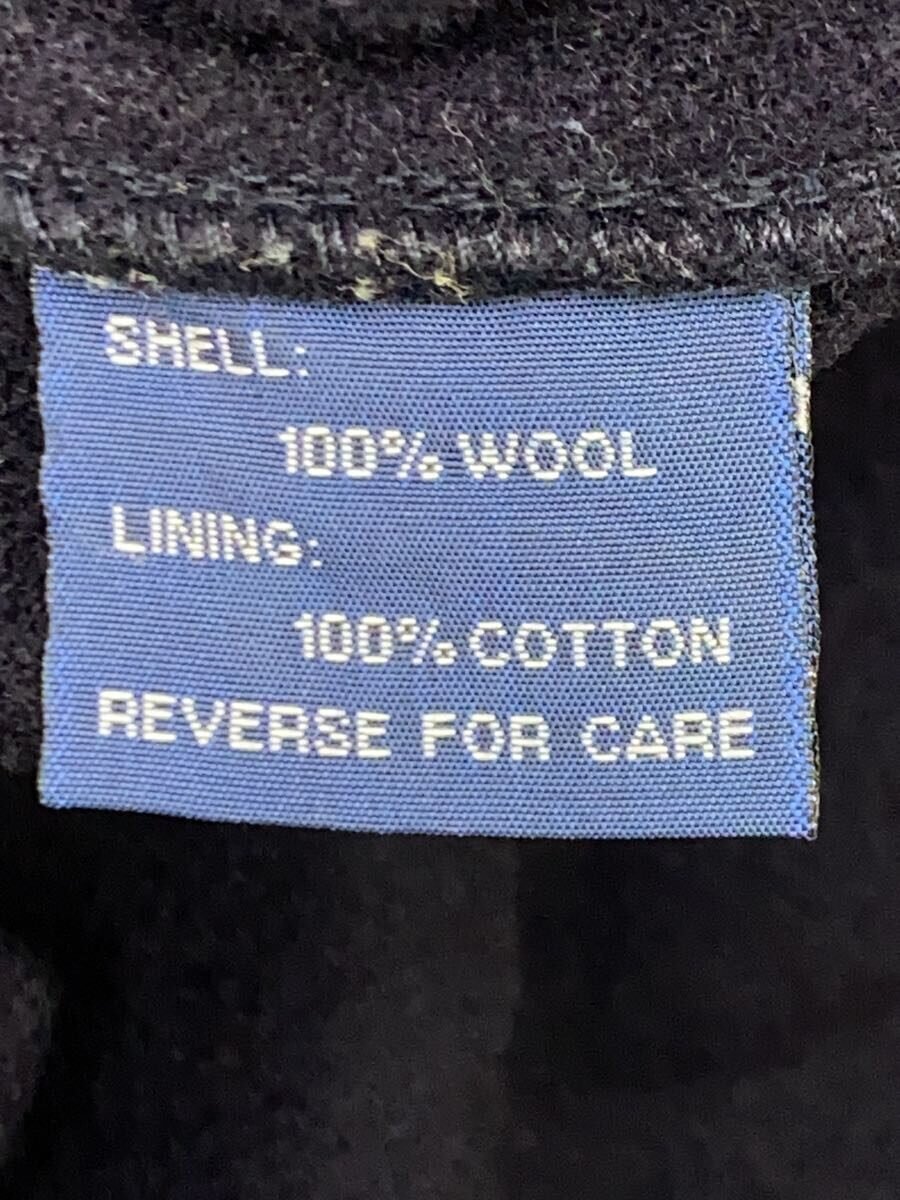 SHELL:
100% WOOL
LINING:
100% COTTON
REVERSE FOR CARE